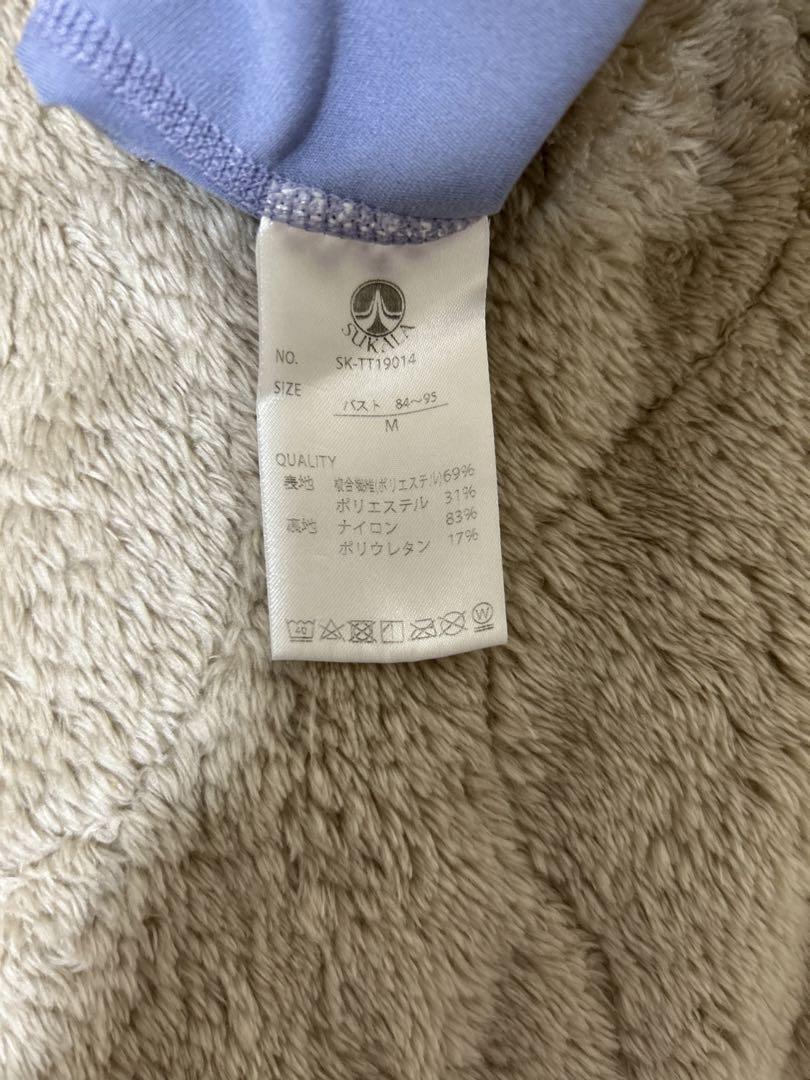 SUKALA
NO. SK-TT19014
SIZE
バスト 84～95
M
QUALITY
表地 複合繊維(ポリエステル)69%
ポリエステル 31%
裏地 ナイロン 83%
ポリウレタン 17%
40
W